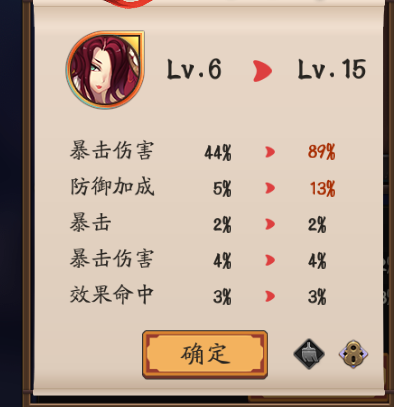 Lv.6 Lv.15
暴击伤害 44% 89%
防御加成 5% 13%
暴击 2% 2%
暴击伤害 4% 4%
效果命中 3% 3%
确定